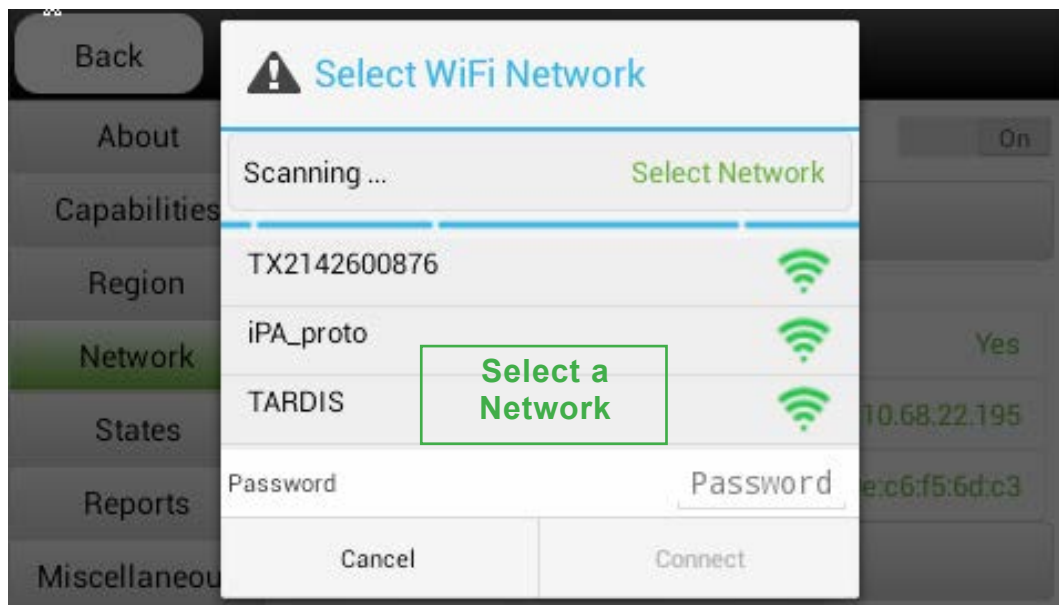 Back
Select WiFi Network
About
On
Scanning ...
Select Network
Capabilities
TX2142600876
Region
iPA_proto
Network
Yes
Select a
Network
TARDIS
States
10.68.22.195
Password
Password
e:c6:f5:6d:c3
Reports
Cancel
Connect
Miscellaneou